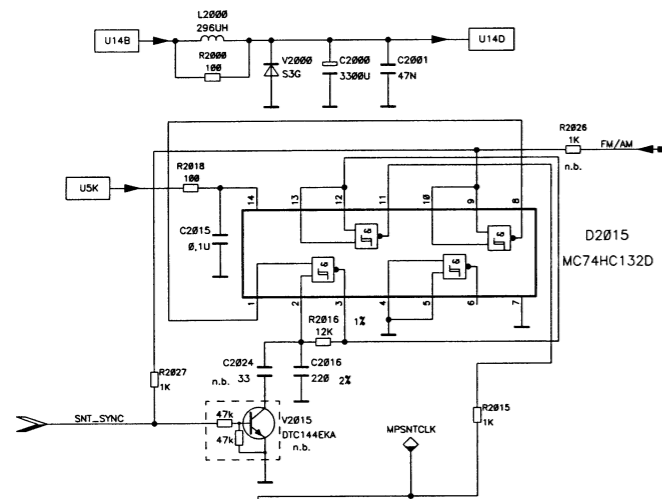 L2000
296UH
U14B
R2000
100
V2000
S3G
C2000
3300U
C2001
47N
U14D
R2026
1K
FM/AM
n.b.
R2018
100
U5K
13
12
11
10
9
8
14
C2015
0,1U
D2015
MC74HC132D
&
&
&
&
1
2
3
4
5
6
7
R2016
12K
1%
C2024
n.b.
33
C2016
220
2%
R2027
1K
SNT_SYNC
47k
47k
V2015
DTC144EKA
n.b.
MPSNTCLK
R2015
1K